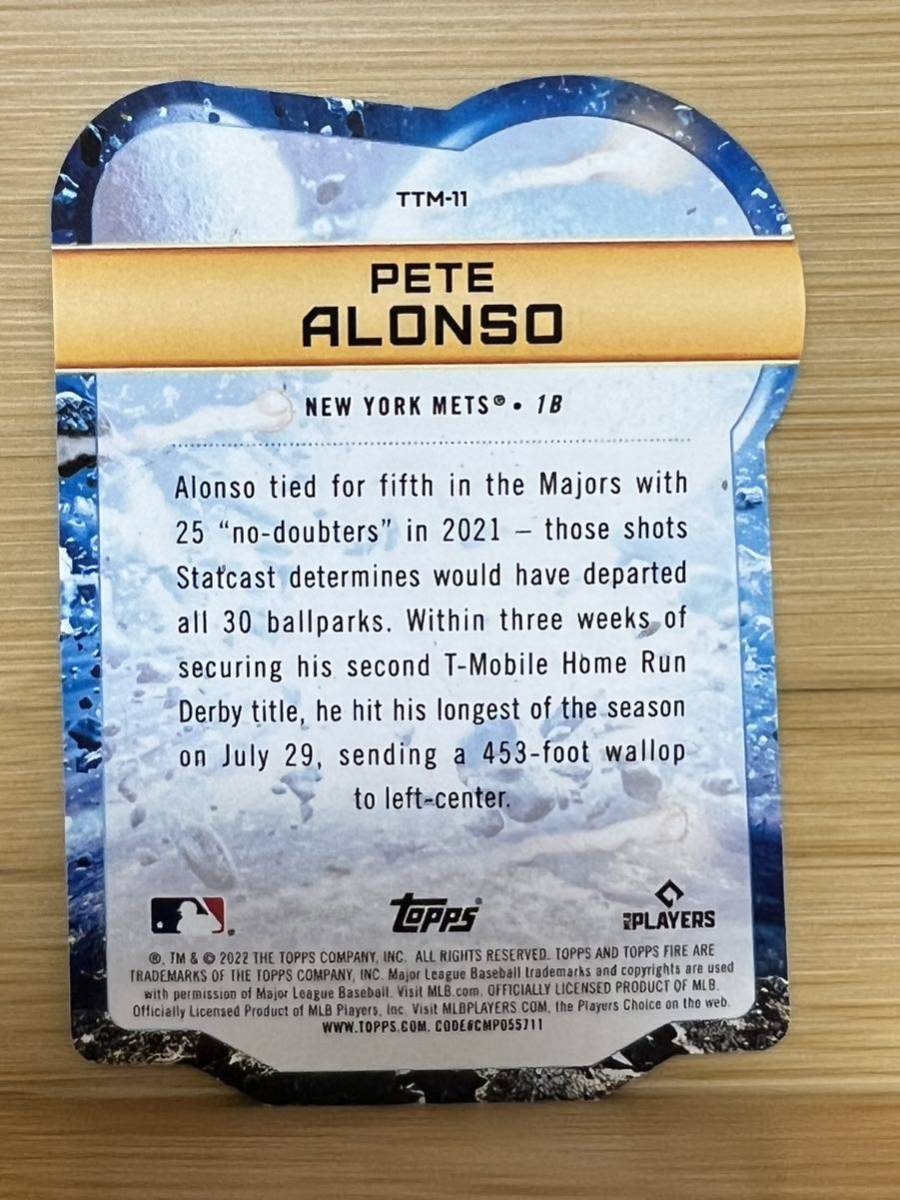 TTM-11
PETE
ALONSO
NEW YORK METS® • 1B
Alonso tied for fifth in the Majors with
25 “no-doubters” in 2021 – those shots
Statcast determines would have departed
all 30 ballparks. Within three weeks of
securing his second T-Mobile Home Run
Derby title, he hit his longest of the season
on July 29, sending a 453-foot wallop
to left-center.
Topps
MLB PLAYERS
®, TM & © 2022 THE TOPPS COMPANY, INC. ALL RIGHTS RESERVED. TOPPS AND TOPPS FIRE ARE
TRADEMARKS OF THE TOPPS COMPANY, INC. Major League Baseball trademarks and copyrights are used
with permission of Major League Baseball. Visit MLB.com. OFFICIALLY LICENSED PRODUCT OF MLB.
Officially Licensed Product of MLB Players, Inc. Visit MLBPLAYERS.COM, the Players Choice on the web.
WWW.TOPPS.COM. CODE#CMP055711